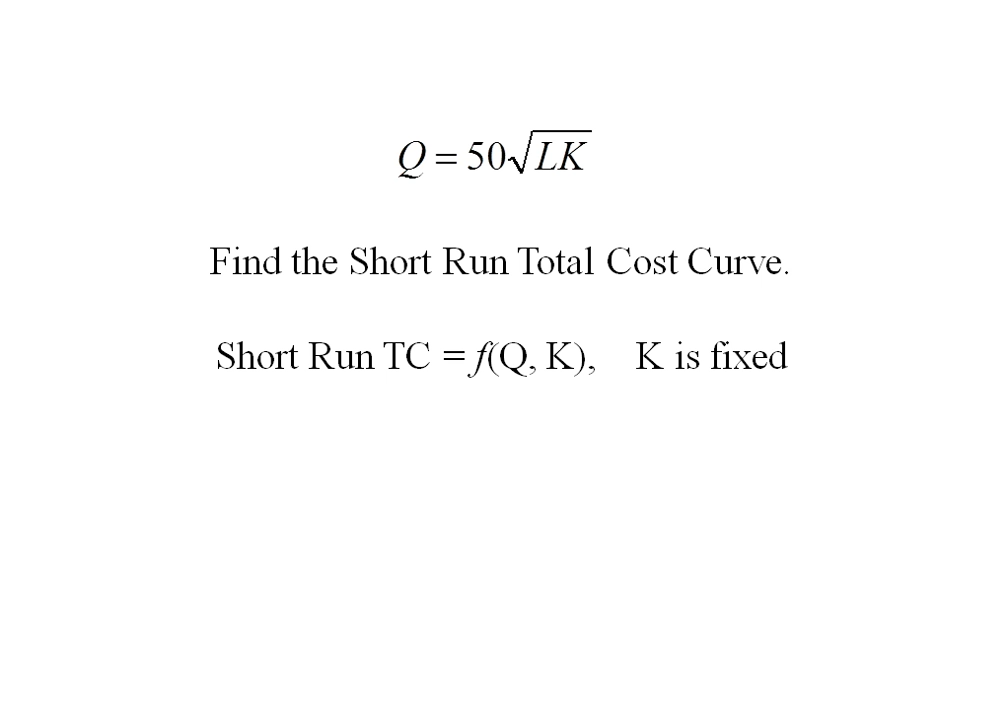 Q = 50√LK
Find the Short Run Total Cost Curve.
Short Run TC = f(Q, K), K is fixed